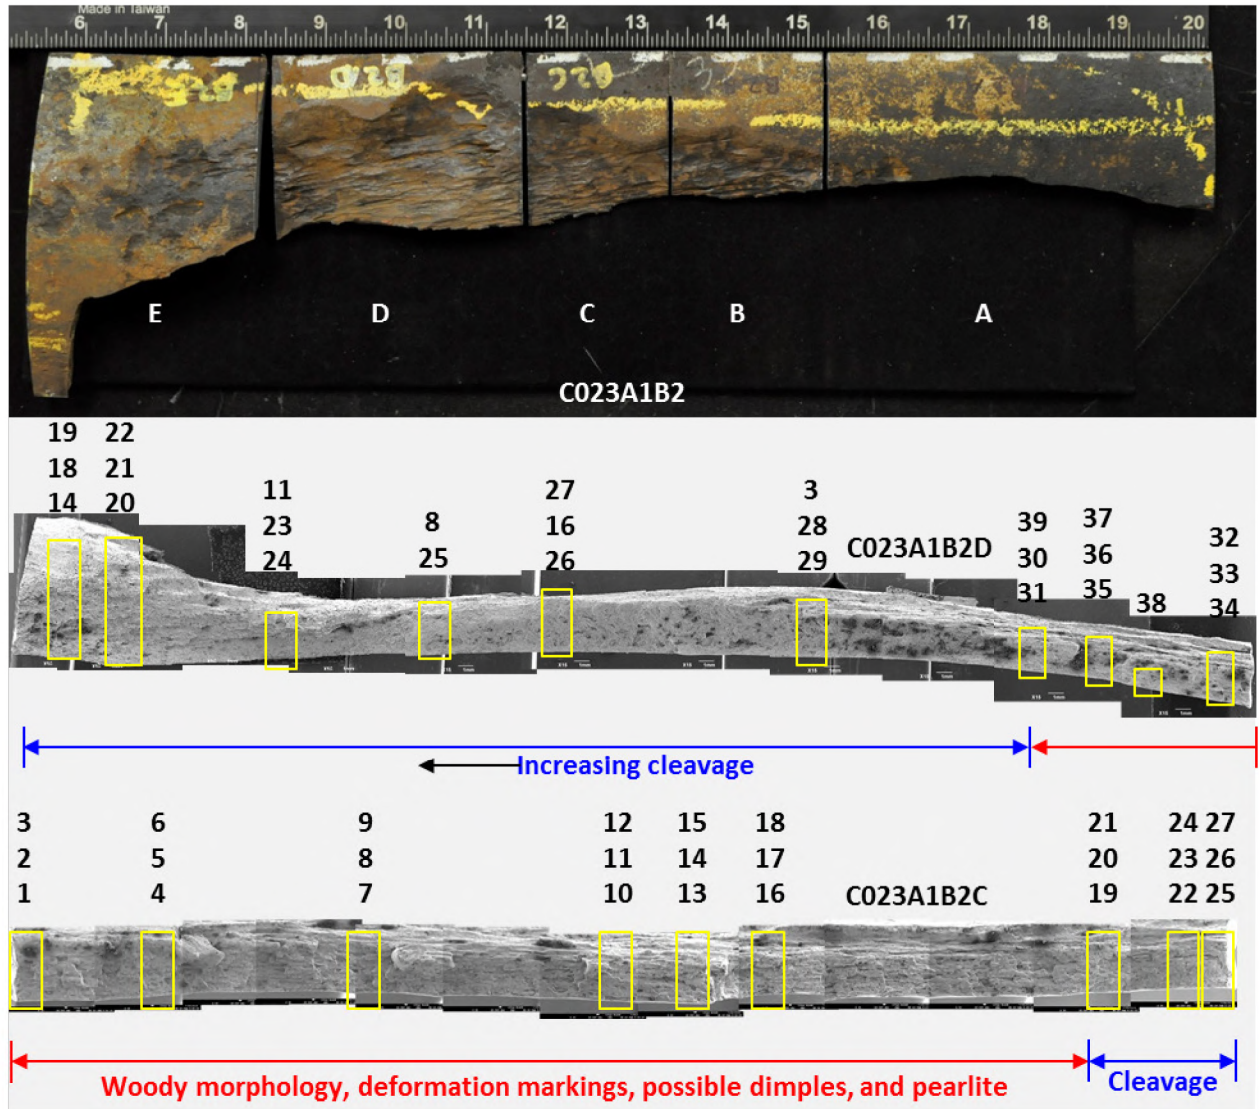 Made in Taiwan
6 7 8 9 10 11 12 13 14 15 16 17 18 19 20
B2D B2C
E D C B A
C023A1B2
19 22
18 21
14 20
11
23
24
8
25
27
16
26
3
28
29
C023A1B2D
39
30
31
37
36
35
38
32
33
34
Increasing cleavage
3 6 9 12 15 18 21 24 27
2 5 8 11 14 17 20 23 26
1 4 7 10 13 16 C023A1B2C 19 22 25
Woody morphology, deformation markings, possible dimples, and pearlite
Cleavage